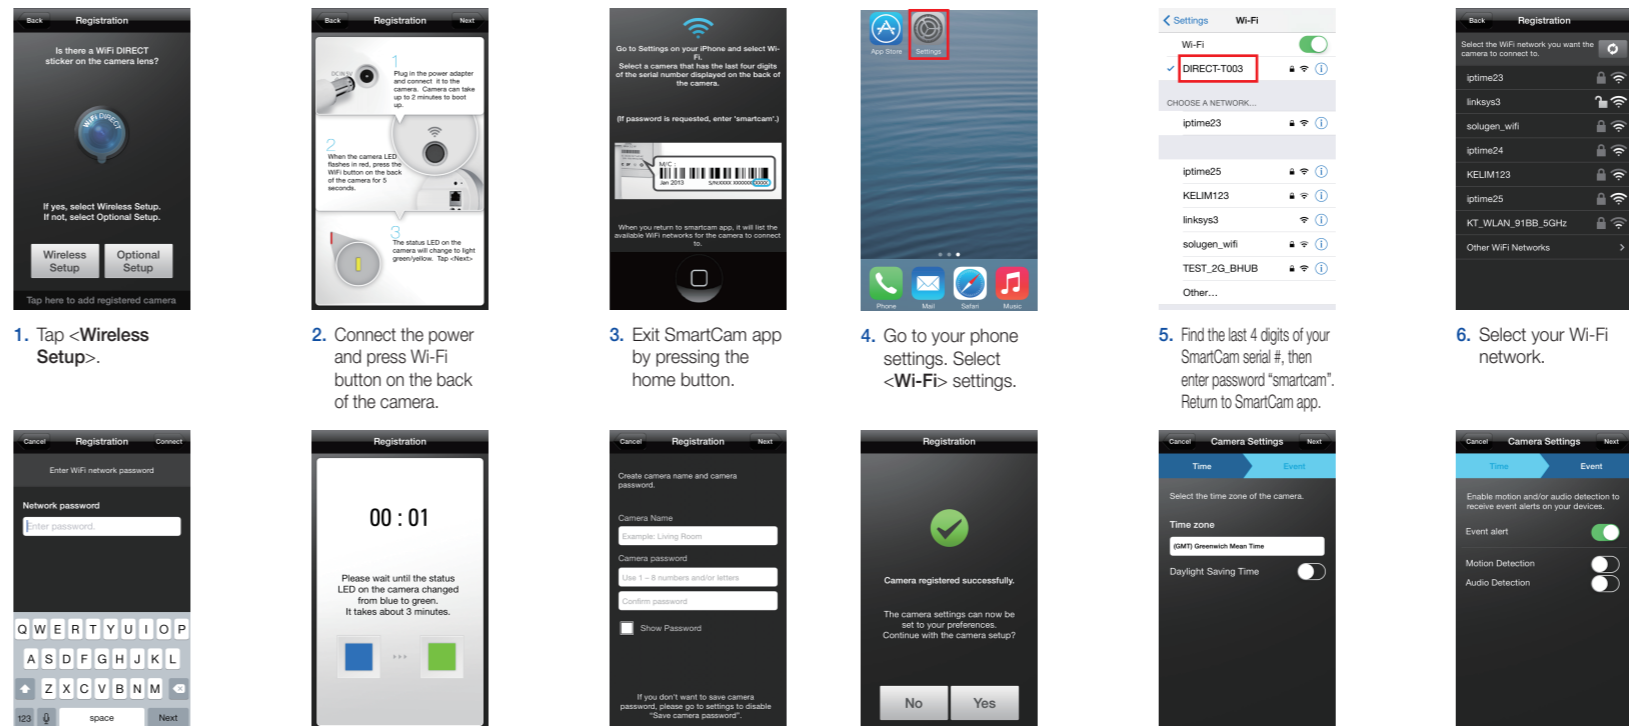 Back Registration
Is there a WiFi DIRECT
sticker on the camera lens?
WiFi DIRECT
If yes, select Wireless Setup.
If not, select Optional Setup.
Wireless
Setup
Optional
Setup
Tap here to add registered camera
1. Tap <Wireless
Setup>.
Back Registration Next
1
Plug in the power adapter
and connect it to the
camera. Camera can take
up to 2 minutes to boot
up.
2
When the camera LED
flashes in red, press the
WiFi button on the back
of the camera for 5
seconds.
3
The status LED on the
camera will change to light
green/yellow. Tap <Next>
2. Connect the power
and press Wi-Fi
button on the back
of the camera.
Go to Settings on your iPhone and select Wi-
Fi.
Select a camera that has the last four digits
of the serial number displayed on the back of
the camera.
(If password is requested, enter 'smartcam'.)
M/C :
Jan 2013
When you return to smartcam app, it will list the
available WiFi networks for the camera to connect
to.
3. Exit SmartCam app
by pressing the
home button.
App Store Settings
Phone Mail Safari Music
4. Go to your phone
settings. Select
<Wi-Fi> settings.
Settings Wi-Fi
Wi-Fi
DIRECT-T003
CHOOSE A NETWORK...
iptime23
iptime25
KELIM123
linksys3
solugen_wifi
TEST_2G_BHUB
Other...
5. Find the last 4 digits of your
SmartCam serial #, then
enter password “smartcam”.
Return to SmartCam app.
Back Registration
Select the WiFi network you want the
camera to connect to.
iptime23
linksys3
solugen_wifi
iptime24
KELIM123
iptime25
KT_WLAN_91BB_5GHz
Other WiFi Networks
6. Select your Wi-Fi
network.
Cancel Registration Connect
Enter WiFi network password
Network password
Enter password.
Q W E R T Y U I O P
A S D F G H J K L
Z X C V B N M
123 space Next
Registration
00 : 01
Please wait until the status
LED on the camera changed
from blue to green.
It takes about 3 minutes.
Cancel Registration Next
Create camera name and camera
password.
Camera Name
Example: Living Room
Camera password
Use 1 – 8 numbers and/or letters
Confirm password
Show Password
If you don't want to save camera
password, please go to settings to disable
"Save camera password".
Registration
Camera registered successfully.
The camera settings can now be
set to your preferences.
Continue with the camera setup?
No Yes
Cancel Camera Settings Next
Time Event
Select the time zone of the camera.
Time zone
(GMT) Greenwich Mean Time
Daylight Saving Time
Cancel Camera Settings Next
Time Event
Enable motion and/or audio detection to
receive event alerts on your devices.
Event alert
Motion Detection
Audio Detection